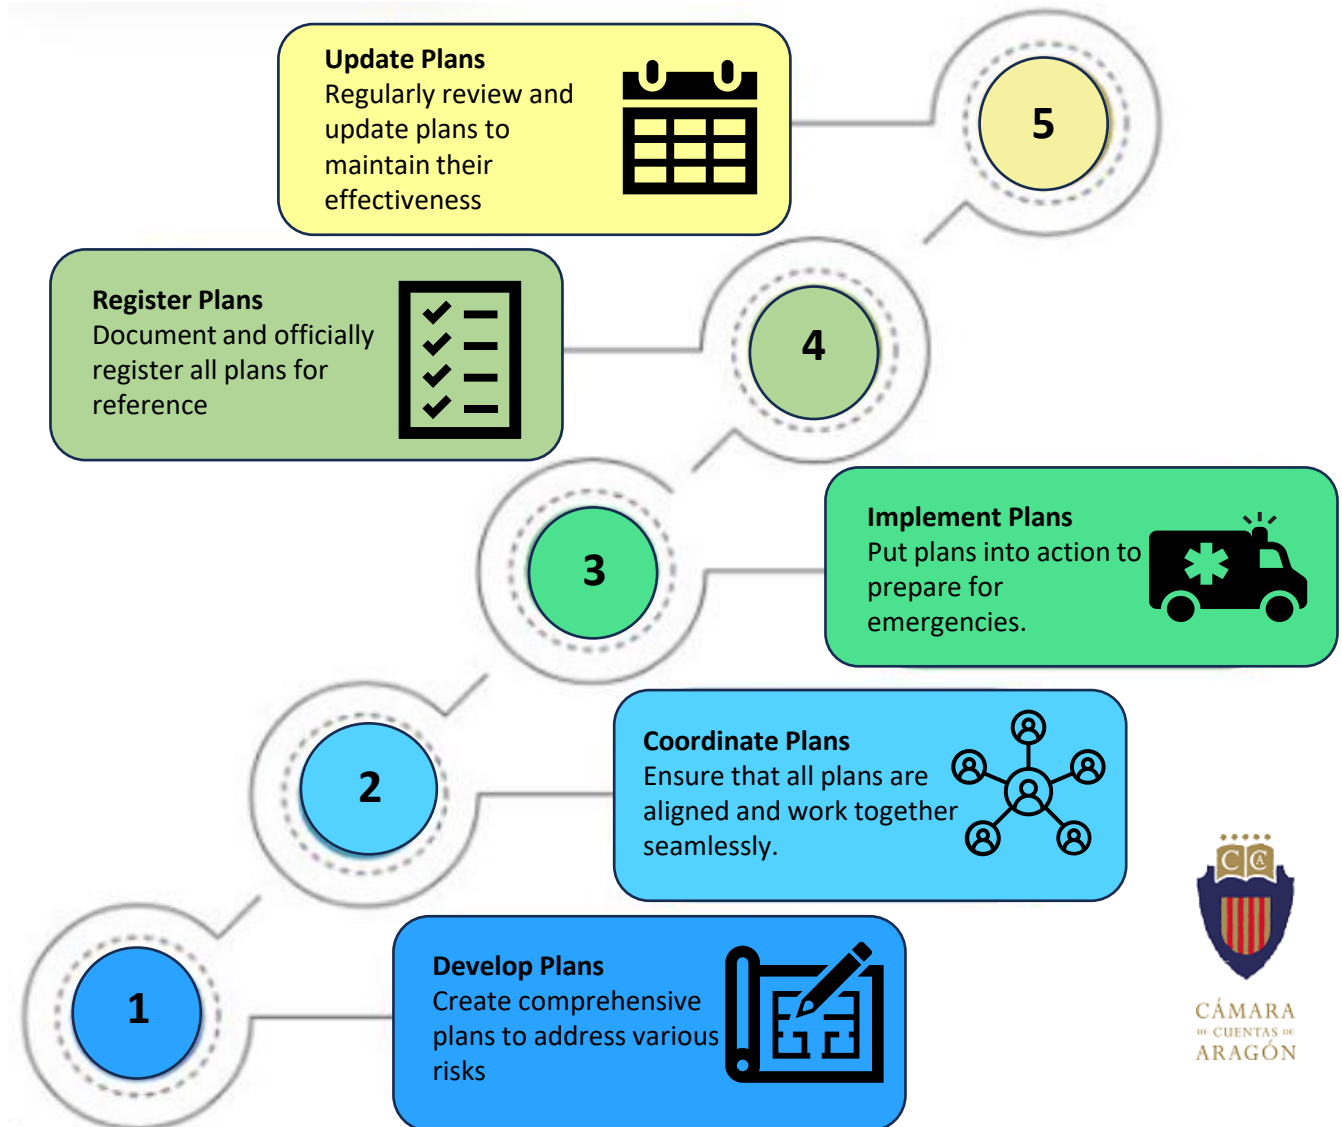 Update Plans
Regularly review and
update plans to
maintain their
effectiveness
5
Register Plans
Document and officially
register all plans for
reference
4
3
Implement Plans
Put plans into action to
prepare for
emergencies.
2
Coordinate Plans
Ensure that all plans are
aligned and work together
seamlessly.
1
Develop Plans
Create comprehensive
plans to address various
risks
CCA
CÁMARA
DE CUENTAS DE
ARAGÓN